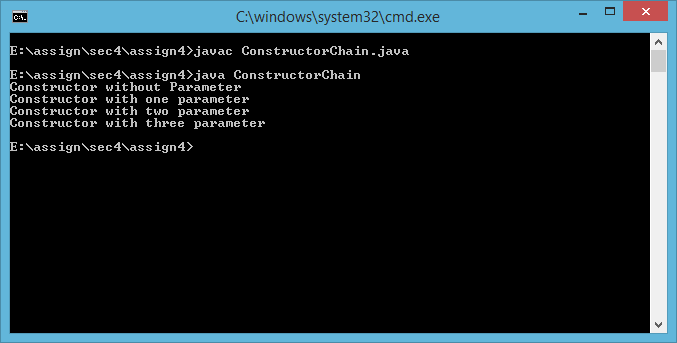 C:\windows\system32\cmd.exe
E:\assign\sec4\assign4>javac ConstructorChain.java
E:\assign\sec4\assign4>java ConstructorChain
Constructor without Parameter
Constructor with one parameter
Constructor with two parameter
Constructor with three parameter
E:\assign\sec4\assign4>